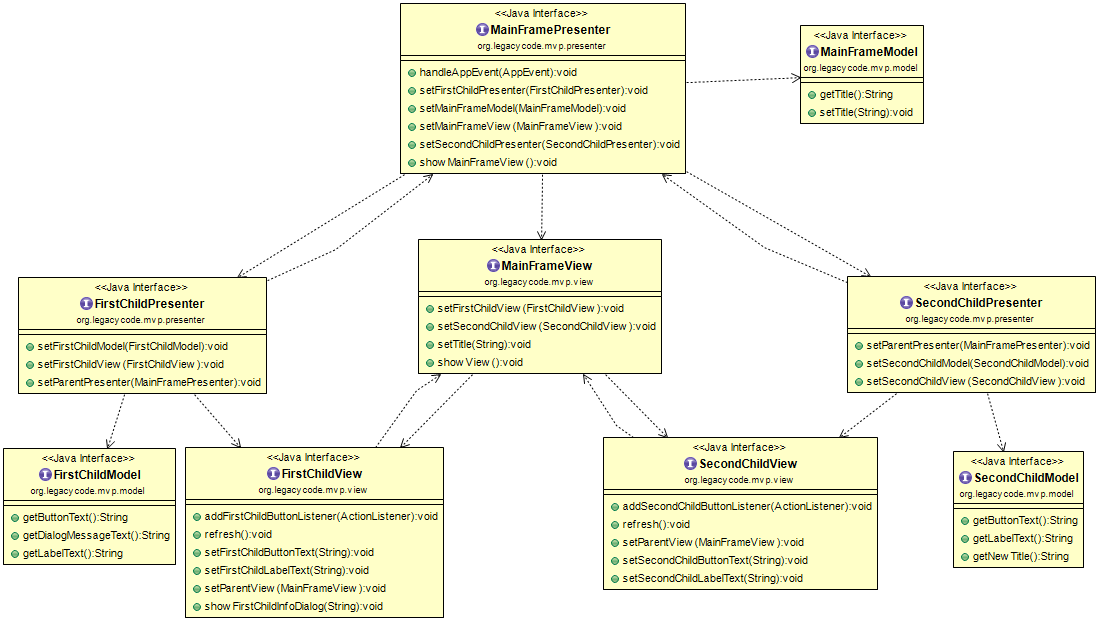 <<Java Interface>>
MainFramePresenter
org.legacycode.mvp.presenter
handleAppEvent(AppEvent):void
setFirstChildPresenter(FirstChildPresenter):void
setMainFrameModel(MainFrameModel):void
setMainFrameView(MainFrameView):void
setSecondChildPresenter(SecondChildPresenter):void
showMainFrameView():void
<<Java Interface>>
MainFrameModel
org.legacycode.mvp.model
getTitle():String
setTitle(String):void
<<Java Interface>>
MainFrameView
org.legacycode.mvp.view
setFirstChildView(FirstChildView):void
setSecondChildView(SecondChildView):void
setTitle(String):void
showView():void
<<Java Interface>>
FirstChildPresenter
org.legacycode.mvp.presenter
setFirstChildModel(FirstChildModel):void
setFirstChildView(FirstChildView):void
setParentPresenter(MainFramePresenter):void
<<Java Interface>>
SecondChildPresenter
org.legacycode.mvp.presenter
setParentPresenter(MainFramePresenter):void
setSecondChildModel(SecondChildModel):void
setSecondChildView(SecondChildView):void
<<Java Interface>>
FirstChildModel
org.legacycode.mvp.model
getButtonText():String
getDialogMessageText():String
getLabelText():String
<<Java Interface>>
FirstChildView
org.legacycode.mvp.view
addFirstChildButtonListener(ActionListener):void
refresh():void
setFirstChildButtonText(String):void
setFirstChildLabelText(String):void
setParentView(MainFrameView):void
showFirstChildInfoDialog(String):void
<<Java Interface>>
SecondChildView
org.legacycode.mvp.view
addSecondChildButtonListener(ActionListener):void
refresh():void
setParentView(MainFrameView):void
setSecondChildButtonText(String):void
setSecondChildLabelText(String):void
<<Java Interface>>
SecondChildModel
org.legacycode.mvp.model
getButtonText():String
getLabelText():String
getNewTitle():String